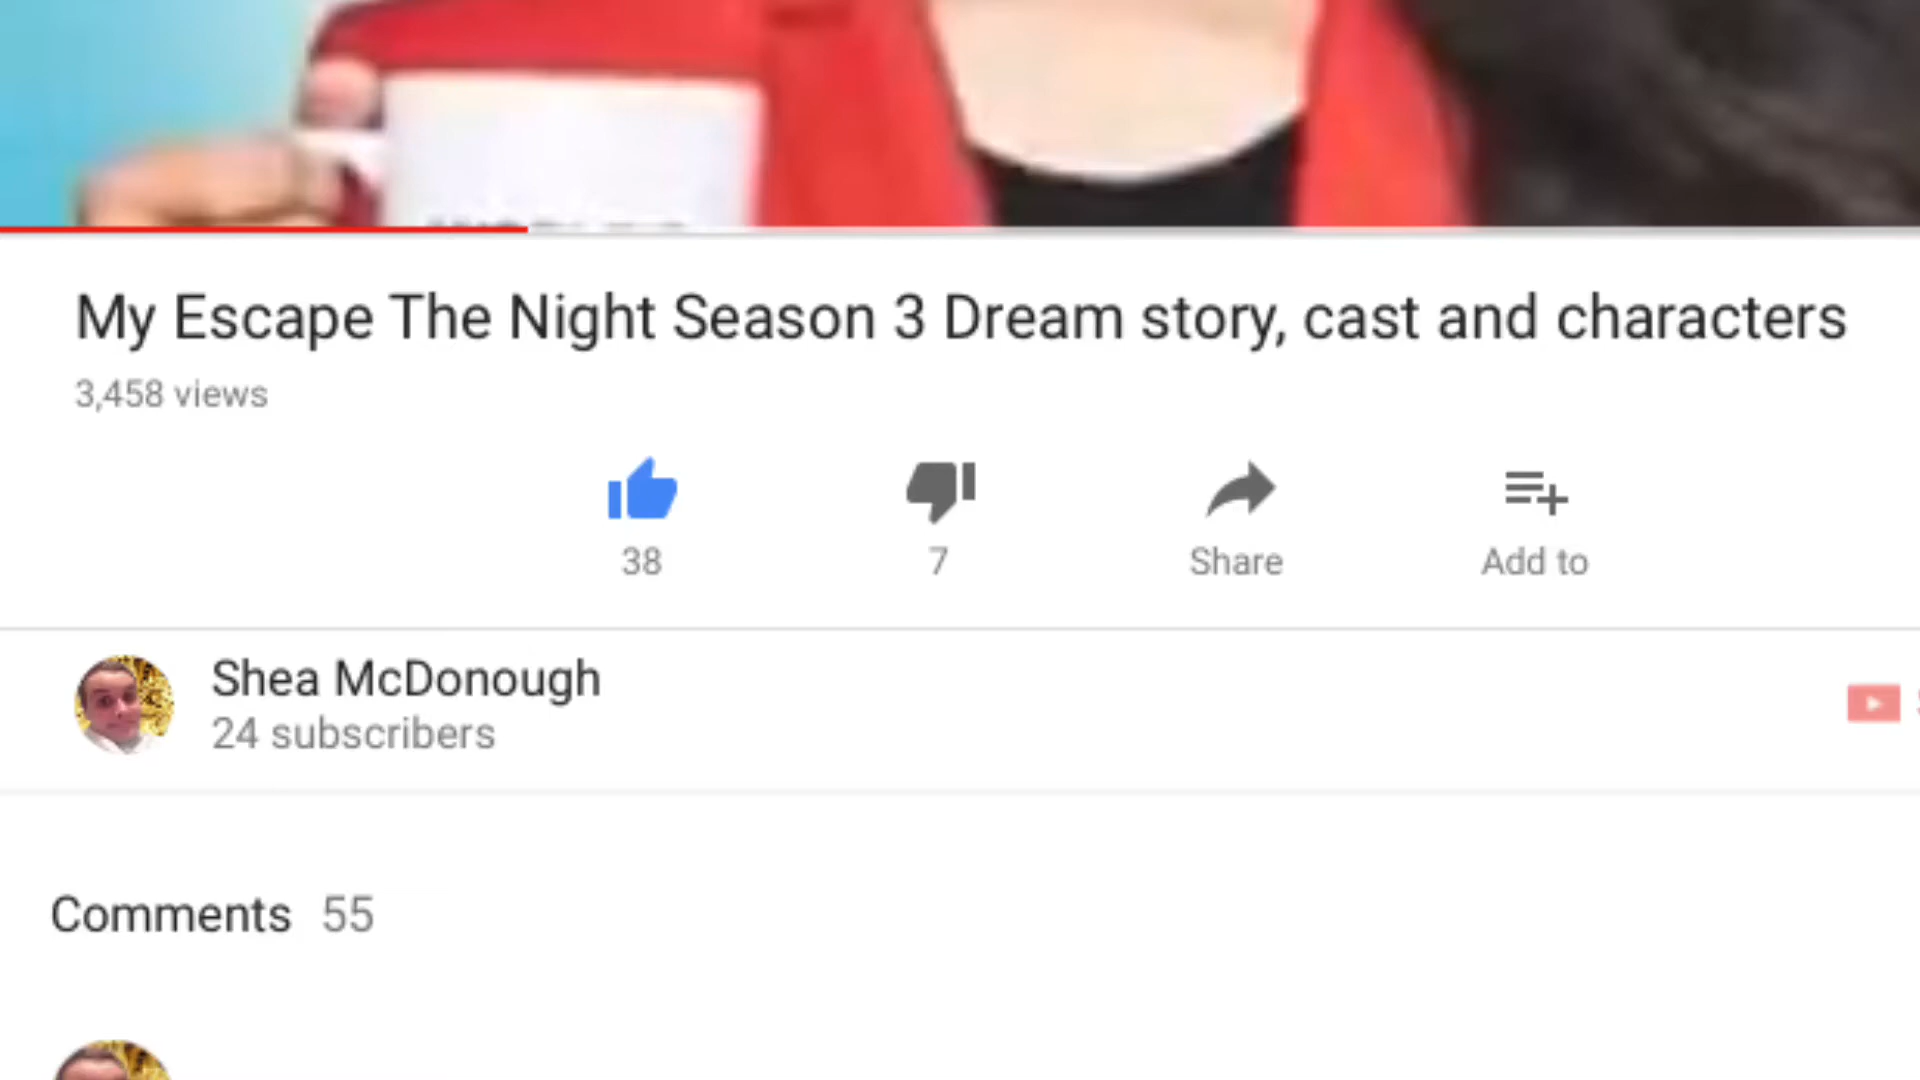 My Escape The Night Season 3 Dream story, cast and characters
3,458 views
38
7
Share
Add to
Shea McDonough
24 subscribers
Comments 55